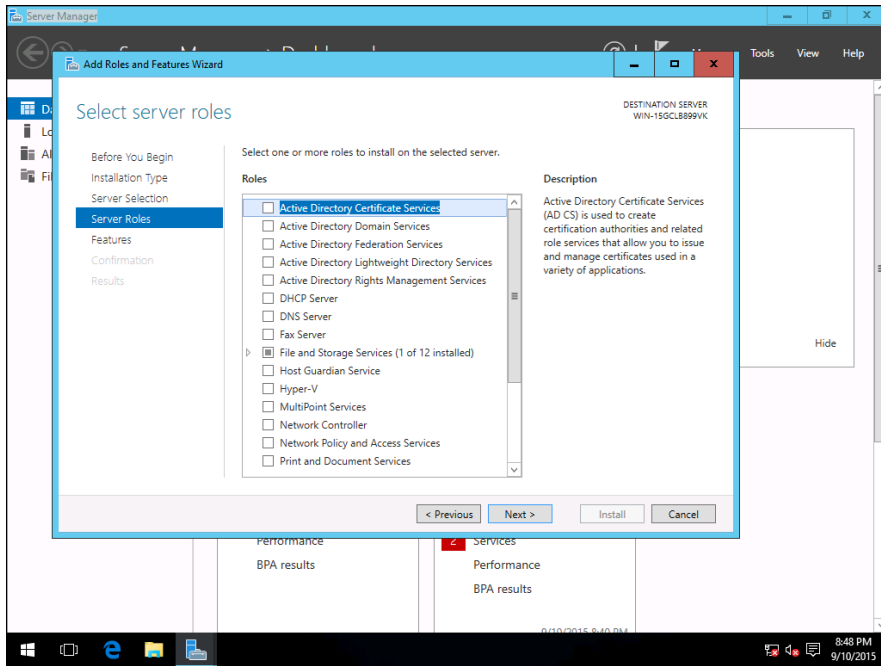 Server Manager
Tools View Help
Add Roles and Features Wizard
Select server roles
DESTINATION SERVER
WIN-15GCLB899VK
Before You Begin
Installation Type
Server Selection
Server Roles
Features
Confirmation
Results
Select one or more roles to install on the selected server.
Roles
Active Directory Certificate Services
Active Directory Domain Services
Active Directory Federation Services
Active Directory Lightweight Directory Services
Active Directory Rights Management Services
DHCP Server
DNS Server
Fax Server
File and Storage Services (1 of 12 installed)
Host Guardian Service
Hyper-V
MultiPoint Services
Network Controller
Network Policy and Access Services
Print and Document Services
Description
Active Directory Certificate Services
(AD CS) is used to create
certification authorities and related
role services that allow you to issue
and manage certificates used in a
variety of applications.
Hide
< Previous Next > Install Cancel
Performance
BPA results
2 Services
Performance
BPA results
9/10/2015 8:40 PM
8:48 PM
9/10/2015